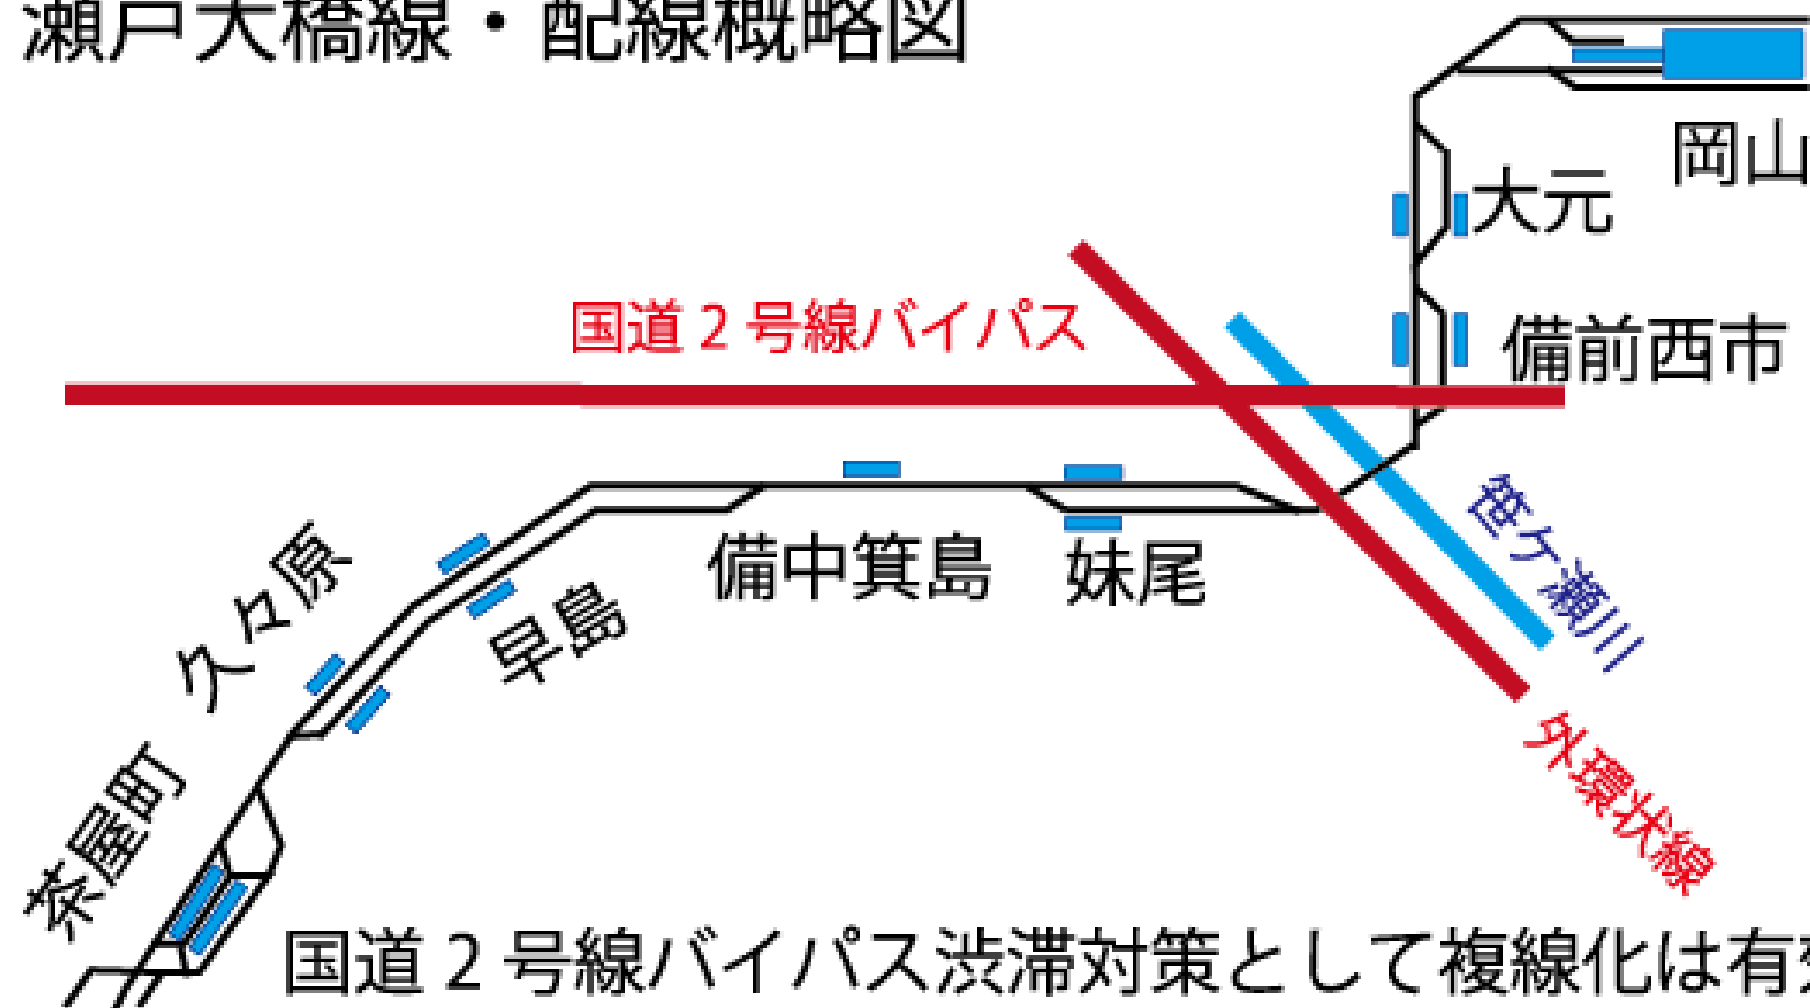 瀬戸大橋線・配線概略図
岡山
大元
国道2号線バイパス
備前西市
笹ケ瀬川
備中箕島
妹尾
久々原
早島
外環状線
茶屋町
国道2号線バイパス渋滞対策として複線化は有